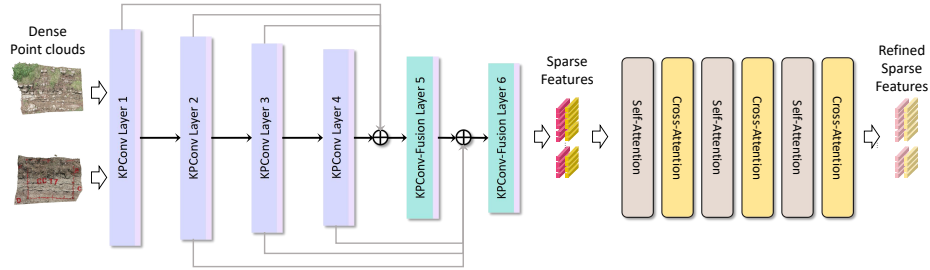 Dense
Point clouds
KPConv Layer 1
KPConv Layer 2
KPConv Layer 3
KPConv Layer 4
KPConv-Fusion Layer 5
KPConv-Fusion Layer 6
Sparse
Features
Self-Attention
Cross-Attention
Self-Attention
Cross-Attention
Self-Attention
Cross-Attention
Refined
Sparse
Features